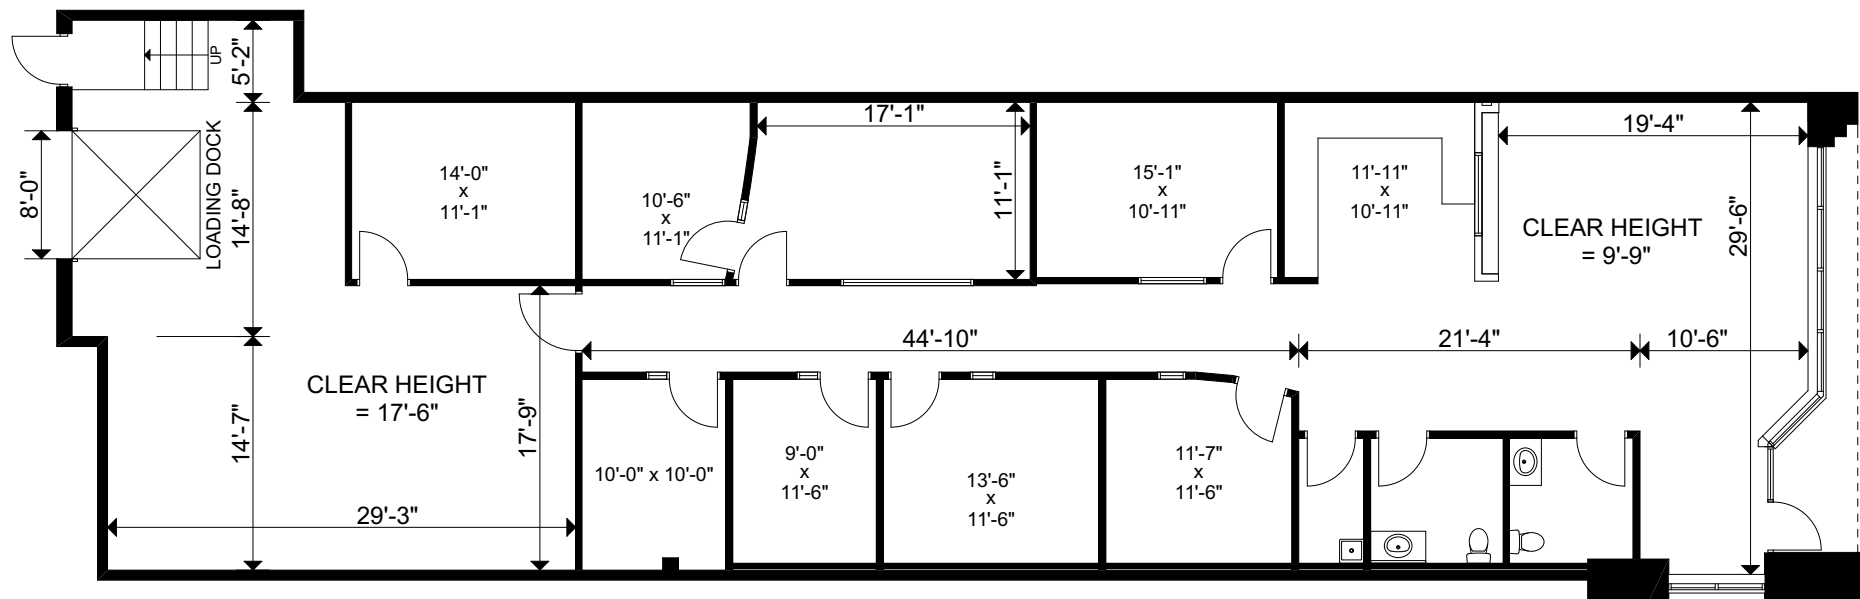 UP
5'-2"
LOADING DOCK
8'-0"
14'-8"
14'-7"
CLEAR HEIGHT
= 17'-6"
29'-3"
17'-9"
14'-0"
x
11'-1"
10'-6"
x
11'-1"
17'-1"
11'-1"
15'-1"
x
10'-11"
11'-11"
x
10'-11"
19'-4"
CLEAR HEIGHT
= 9'-9"
29'-6"
44'-10"
21'-4"
10'-6"
10'-0" x 10'-0"
9'-0"
x
11'-6"
13'-6"
x
11'-6"
11'-7"
x
11'-6"